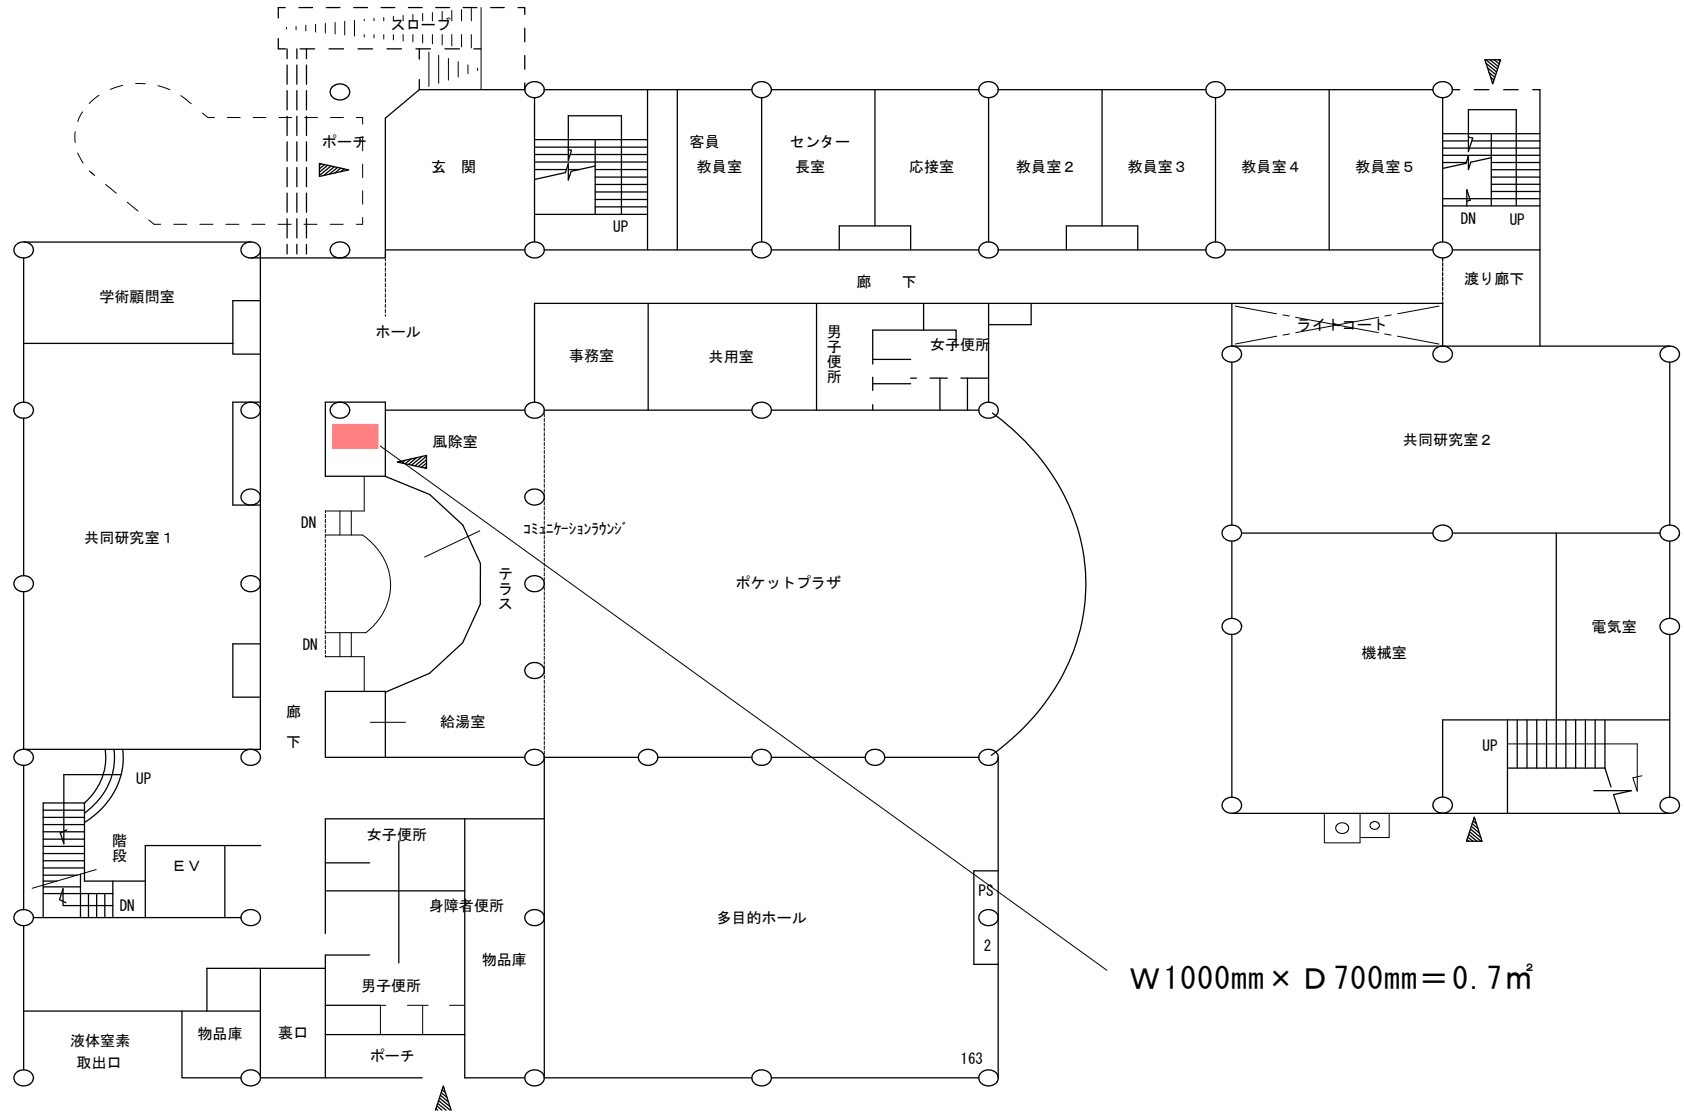 スロープ
ポーチ
玄　関
UP
客員
教員室
センター
長室
応接室
教員室２
教員室３
教員室４
教員室５
DN
UP
学術顧問室
廊　下
渡り廊下
ホール
事務室
共用室
男子便所
女子便所
ライトコート
風除室
共同研究室２
DN
コミュニケーションラウンジ
共同研究室１
テラス
ポケットプラザ
電気室
DN
機械室
廊下
給湯室
UP
UP
階段
ＥＶ
女子便所
DN
身障者便所
PS
2
多目的ホール
物品庫
Ｗ1000mm×Ｄ700mm＝0.7㎡
男子便所
液体窒素
取出口
物品庫
裏口
ポーチ
163